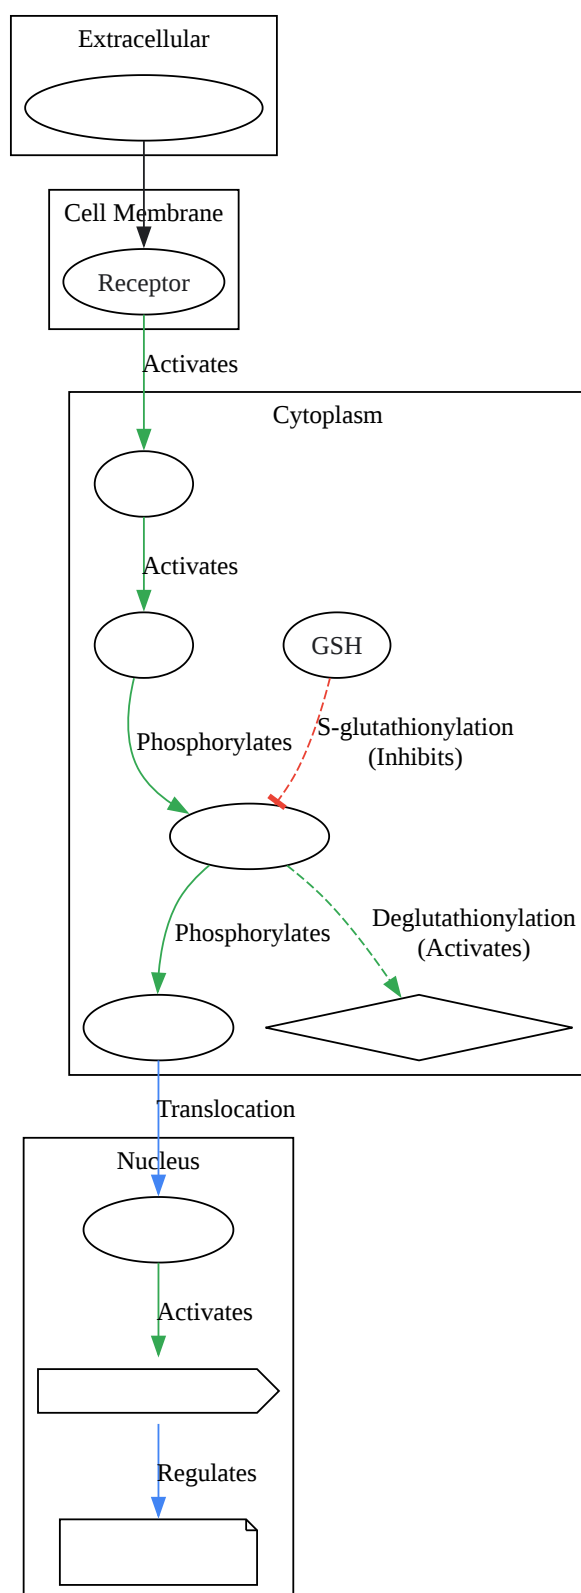 Extracellular
Cell Membrane
Receptor
Activates
Cytoplasm
Activates
GSH
Phosphorylates
S-glutathionylation
(Inhibits)
Phosphorylates
Deglutathionylation
(Activates)
Translocation
Nucleus
Activates
Regulates